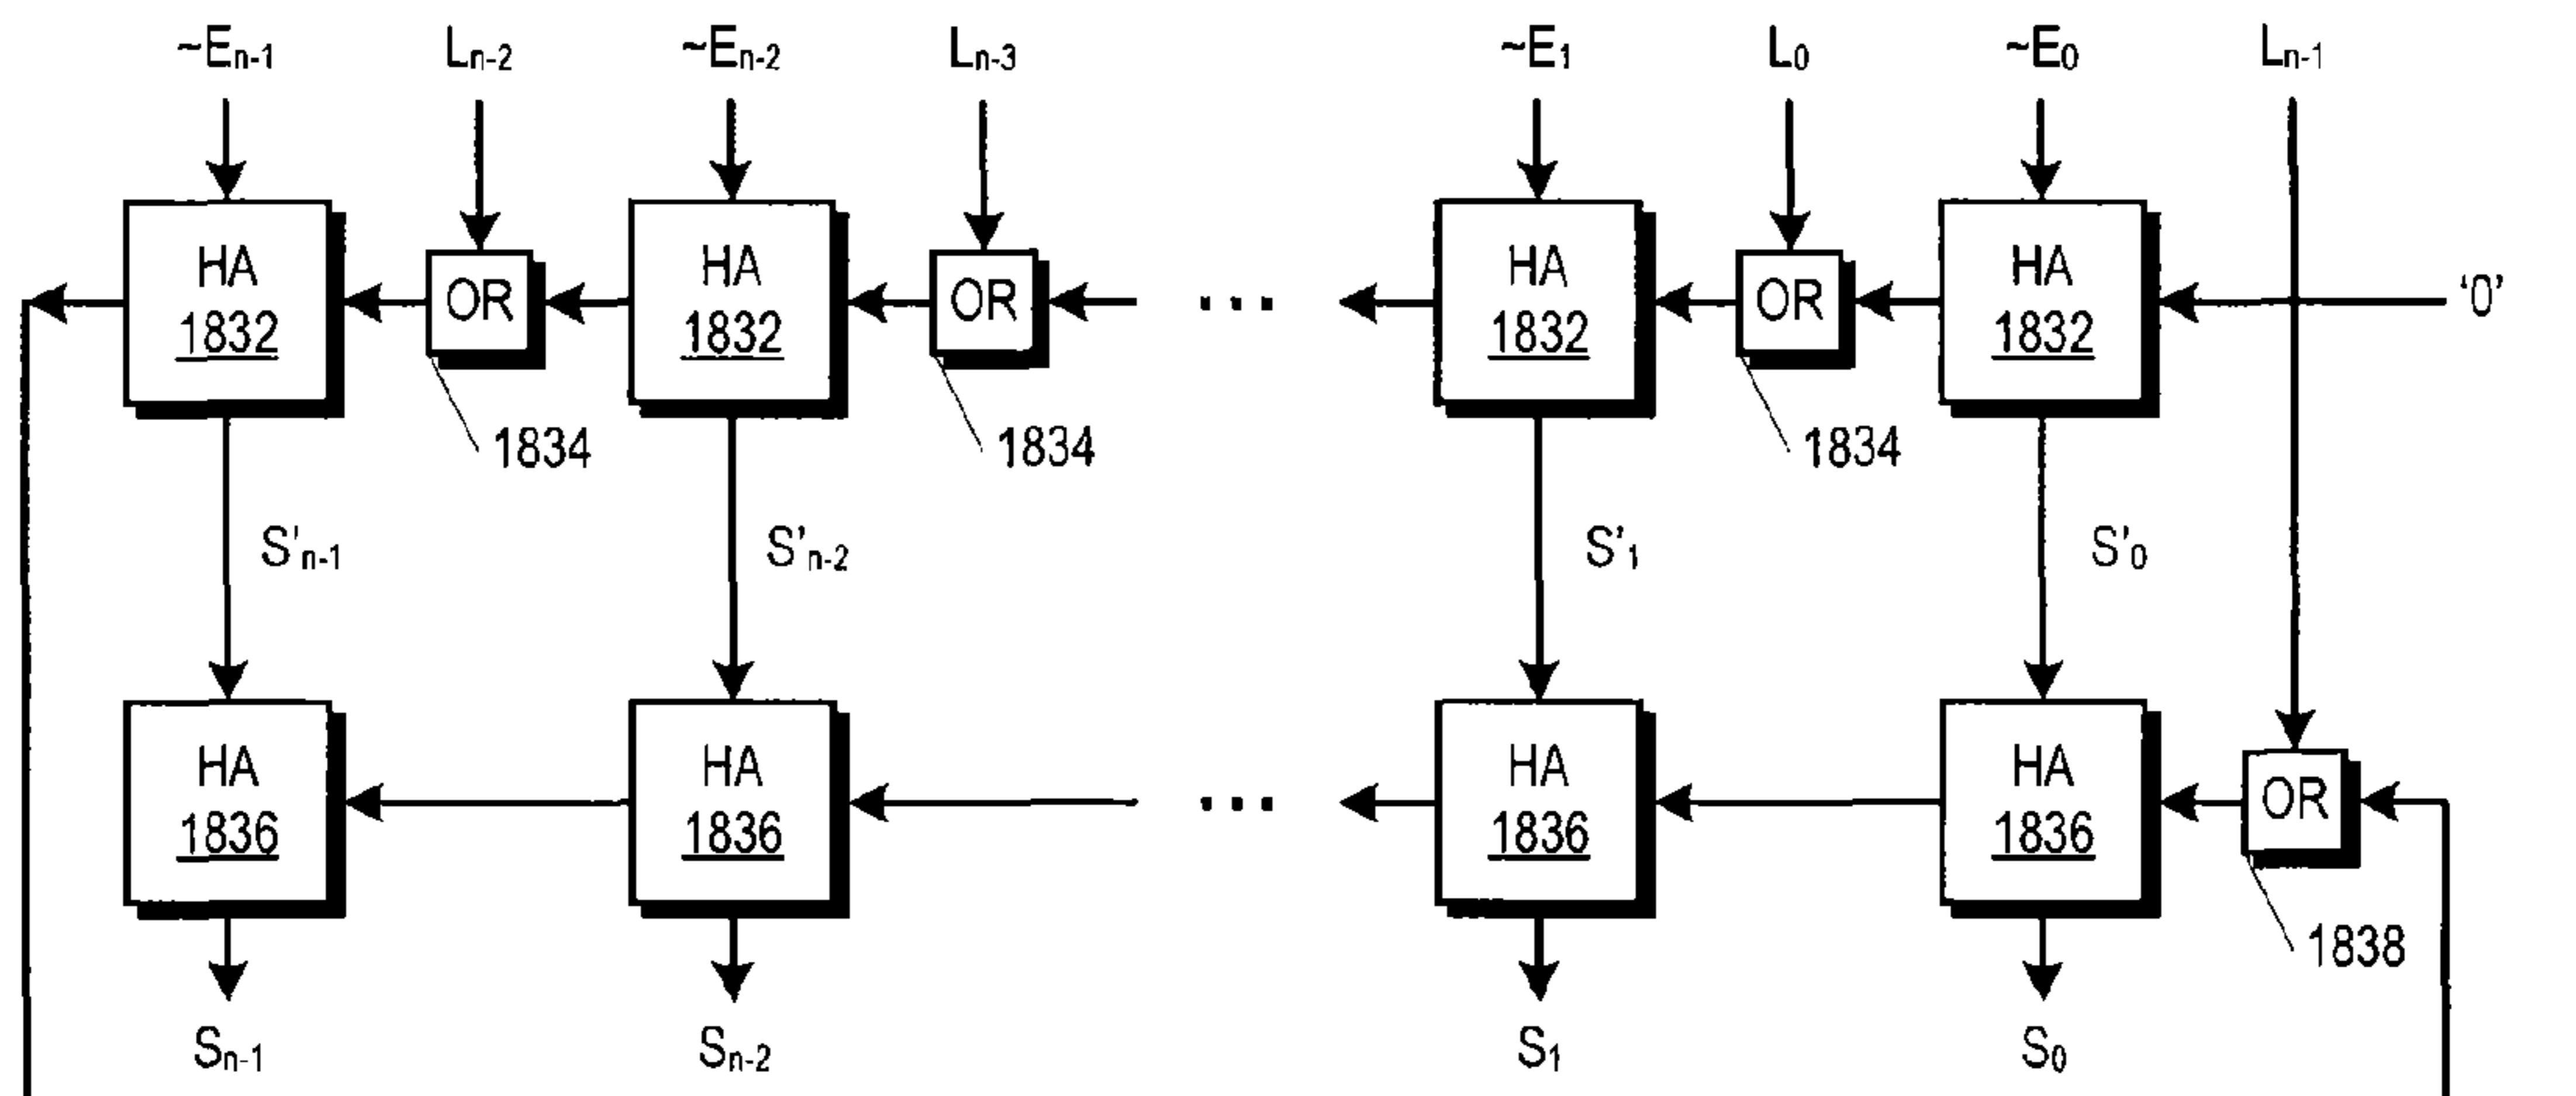 ~Eₙ₋₁ Lₙ₋₂ ~Eₙ₋₂ Lₙ₋₃ ~E₁ L₀ ~E₀ Lₙ₋₁
HA OR HA OR ... HA OR HA '0'
1832 1832 1832 1832
1834 1834 1834
S'ₙ₋₁ S'ₙ₋₂ S'₁ S'₀
HA HA ... HA HA OR
1836 1836 1836 1836
1838
Sₙ₋₁ Sₙ₋₂ S₁ S₀